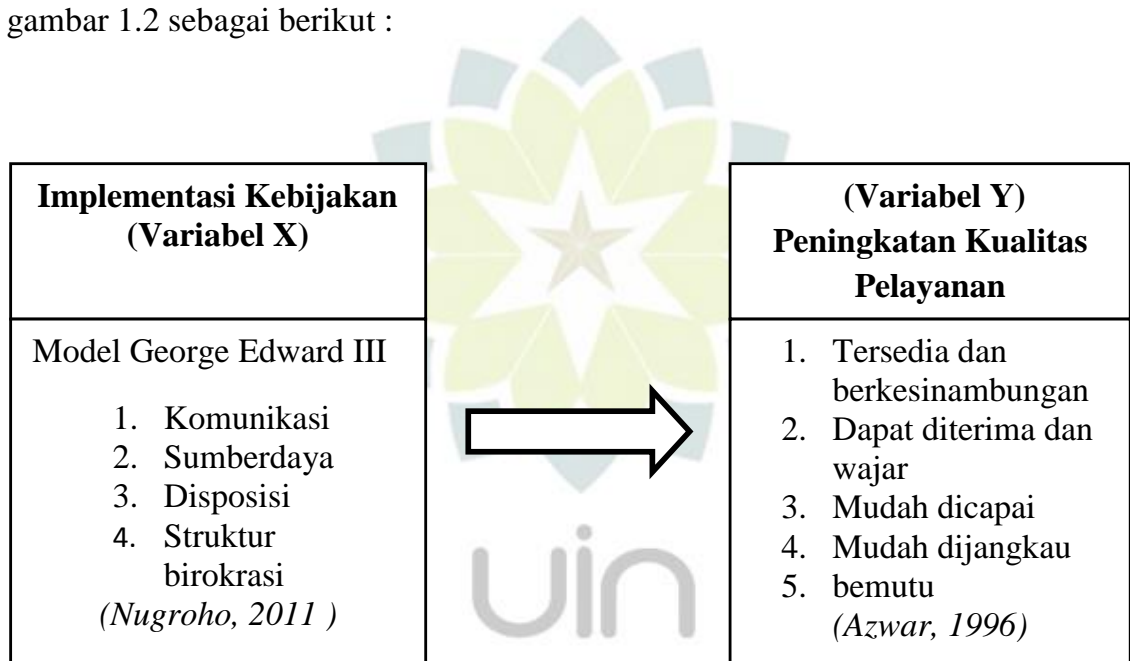 gambar 1.2 sebagai berikut :
Implementasi Kebijakan
(Variabel X)
Model George Edward III
1. Komunikasi
2. Sumberdaya
3. Disposisi
4. Struktur
birokrasi
(Nugroho, 2011 )
(Variabel Y)
Peningkatan Kualitas
Pelayanan
1. Tersedia dan
berkesinambungan
2. Dapat diterima dan
wajar
3. Mudah dicapai
4. Mudah dijangkau
5. bemutu
(Azwar, 1996)
uin